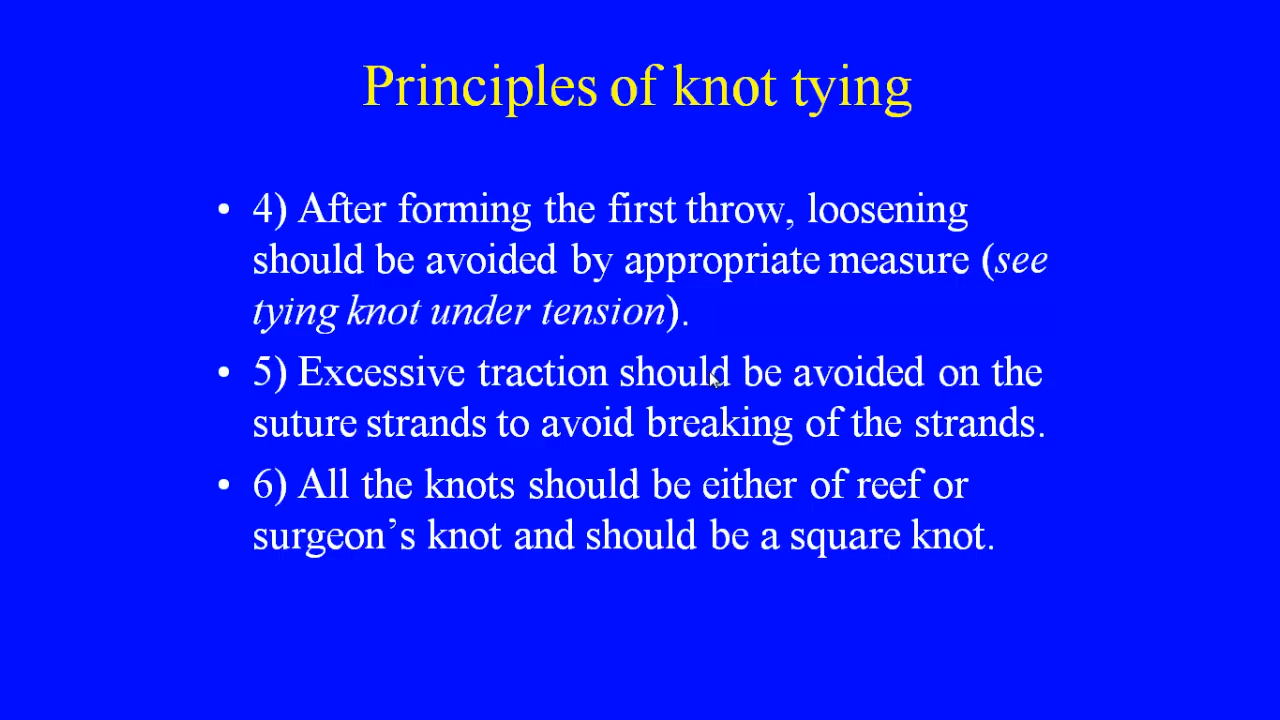 Principles of knot tying
• 4) After forming the first throw, loosening
should be avoided by appropriate measure (see
tying knot under tension).
• 5) Excessive traction should be avoided on the
suture strands to avoid breaking of the strands.
• 6) All the knots should be either of reef or
surgeon’s knot and should be a square knot.